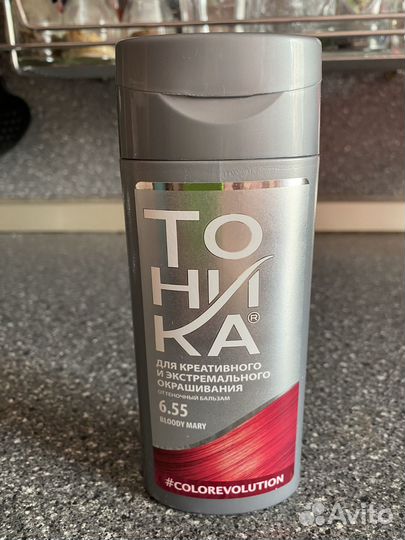 ТО
НИ
КА®
ДЛЯ КРЕАТИВНОГО
И ЭКСТРЕМАЛЬНОГО
ОКРАШИВАНИЯ
ОТТЕНОЧНЫЙ БАЛЬЗАМ
6.55
BLOODY MARY
#COLOREVOLUTION
Avito